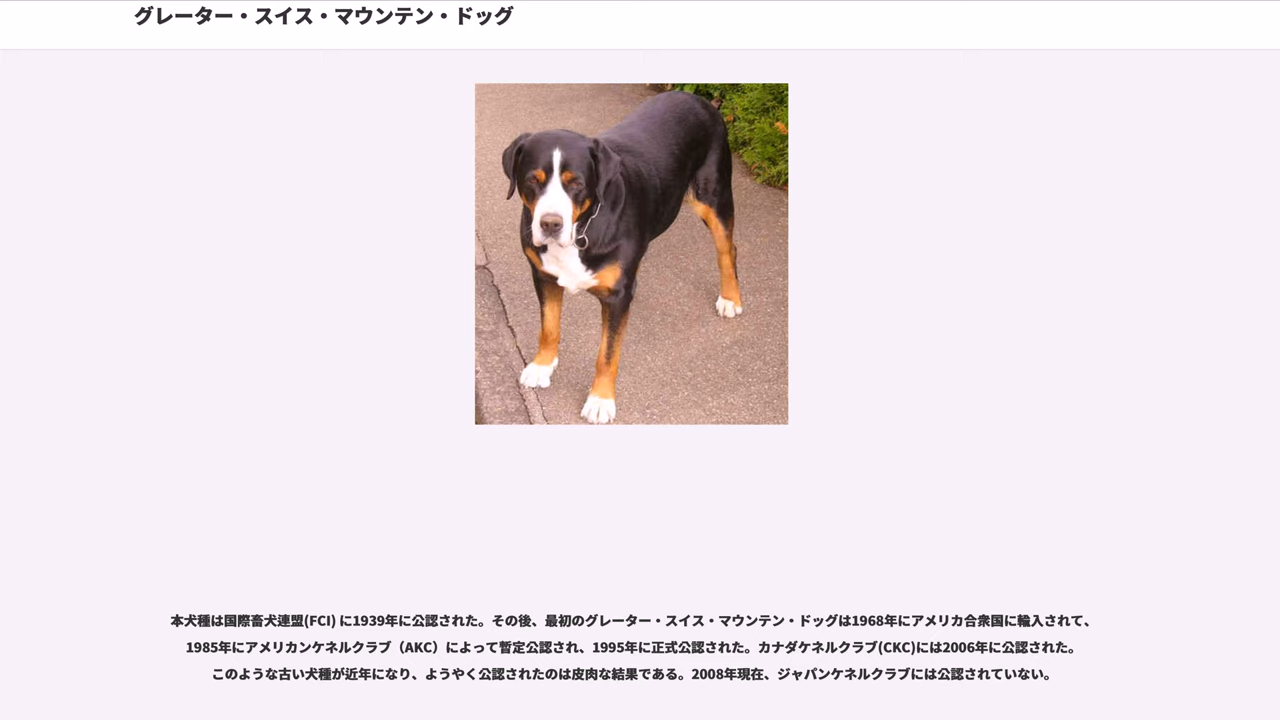 グレーター・スイス・マウンテン・ドッグ
本犬種は国際畜犬連盟(FCI) に1939年に公認された。その後、最初のグレーター・スイス・マウンテン・ドッグは1968年にアメリカ合衆国に輸入されて、
1985年にアメリカンケネルクラブ（AKC）によって暫定公認され、1995年に正式公認された。カナダケネルクラブ(CKC)には2006年に公認された。
このような古い犬種が近年になり、ようやく公認されたのは皮肉な結果である。2008年現在、ジャパンケネルクラブには公認されていない。